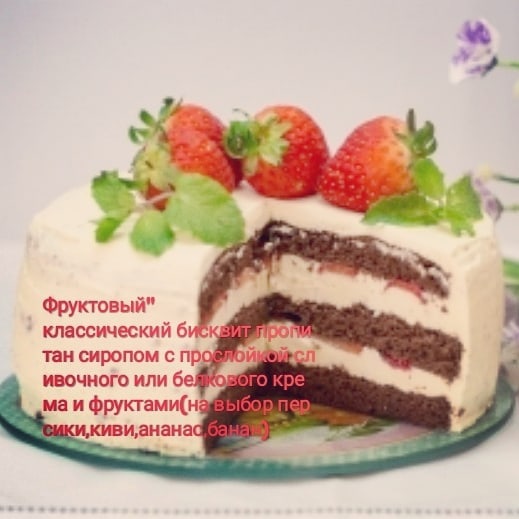 Фруктовый"
классический бисквит пропи
тан сиропом с прослойкой сл
ивочного или белкового кре
ма и фруктами(на выбор пер
сики,киви,ананас,банан)